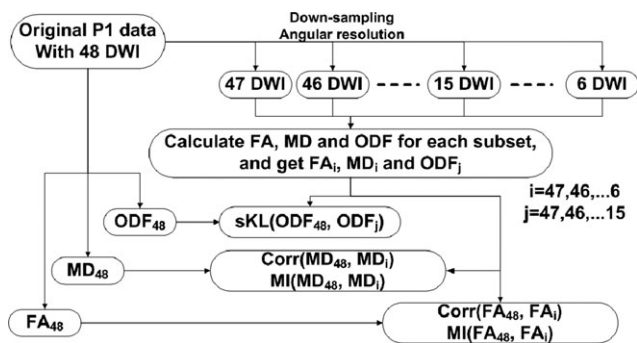 Original P1 data
With 48 DWI
Down-sampling
Angular resolution
47 DWI
46 DWI
15 DWI
6 DWI
Calculate FA, MD and ODF for each subset,
and get FAi, MDi and ODFj
i=47,46,...6
j=47,46,...15
ODF48
sKL(ODF48, ODFj)
MD48
Corr(MD48, MDi)
MI(MD48, MDi)
FA48
Corr(FA48, FAi)
MI(FA48, FAi)